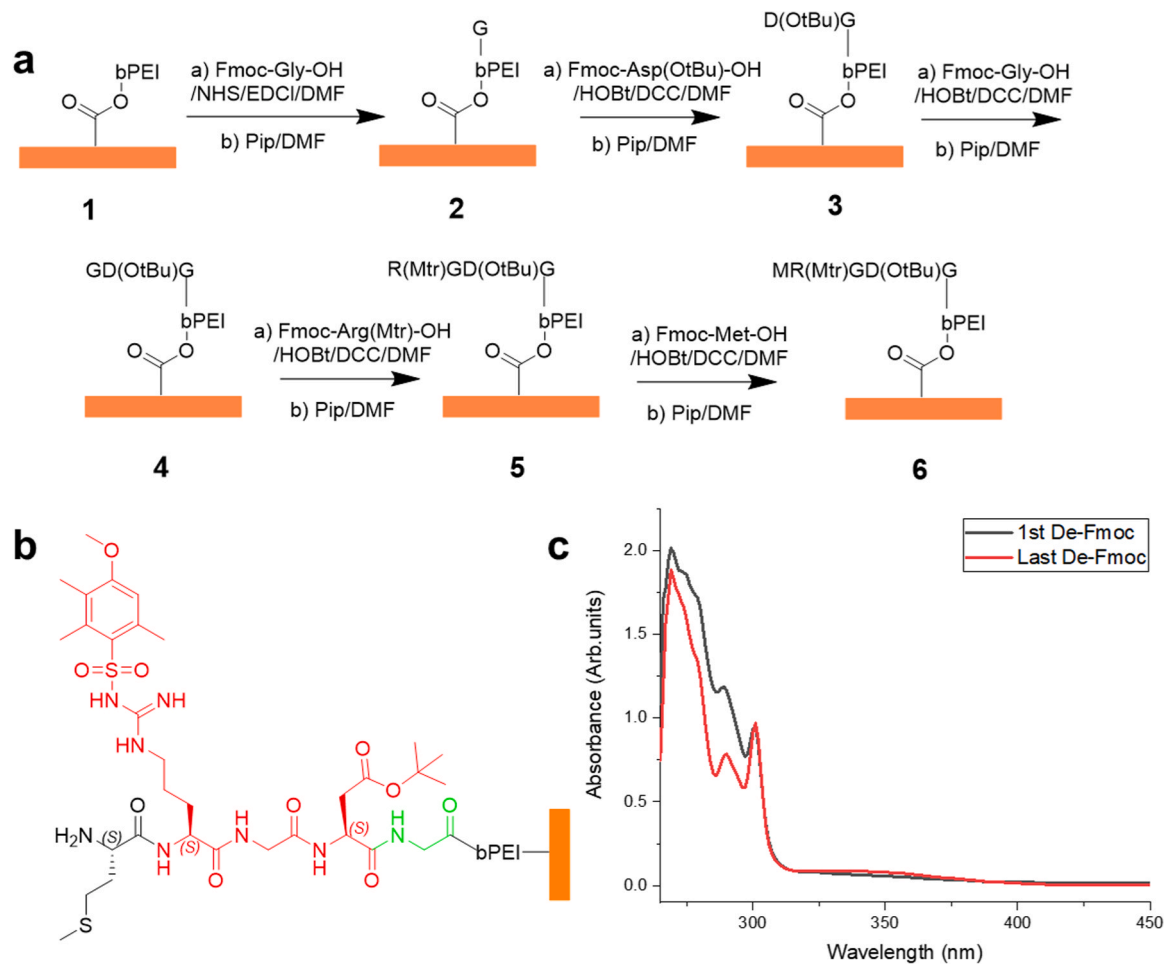 a
bPEI
O
O
1
a) Fmoc-Gly-OH
/NHS/EDCI/DMF
b) Pip/DMF
G
bPEI
O
O
2
a) Fmoc-Asp(OtBu)-OH
/HOBt/DCC/DMF
b) Pip/DMF
D(OtBu)G
bPEI
O
O
3
a) Fmoc-Gly-OH
/HOBt/DCC/DMF
b) Pip/DMF
GD(OtBu)G
bPEI
O
O
4
a) Fmoc-Arg(Mtr)-OH
/HOBt/DCC/DMF
b) Pip/DMF
R(Mtr)GD(OtBu)G
bPEI
O
O
5
a) Fmoc-Met-OH
/HOBt/DCC/DMF
b) Pip/DMF
MR(Mtr)GD(OtBu)G
bPEI
O
O
6
b
O
O=S=O
HN
NH
HN
O
O
O
O
O
H2N
(S)
N
H
(S)
O
H
N
O
N
H
(S)
O
H
N
bPEI
S
c
1st De-Fmoc
Last De-Fmoc
Absorbance (Arb.units)
2.0
1.5
1.0
0.5
0.0
300
350
400
450
Wavelength (nm)